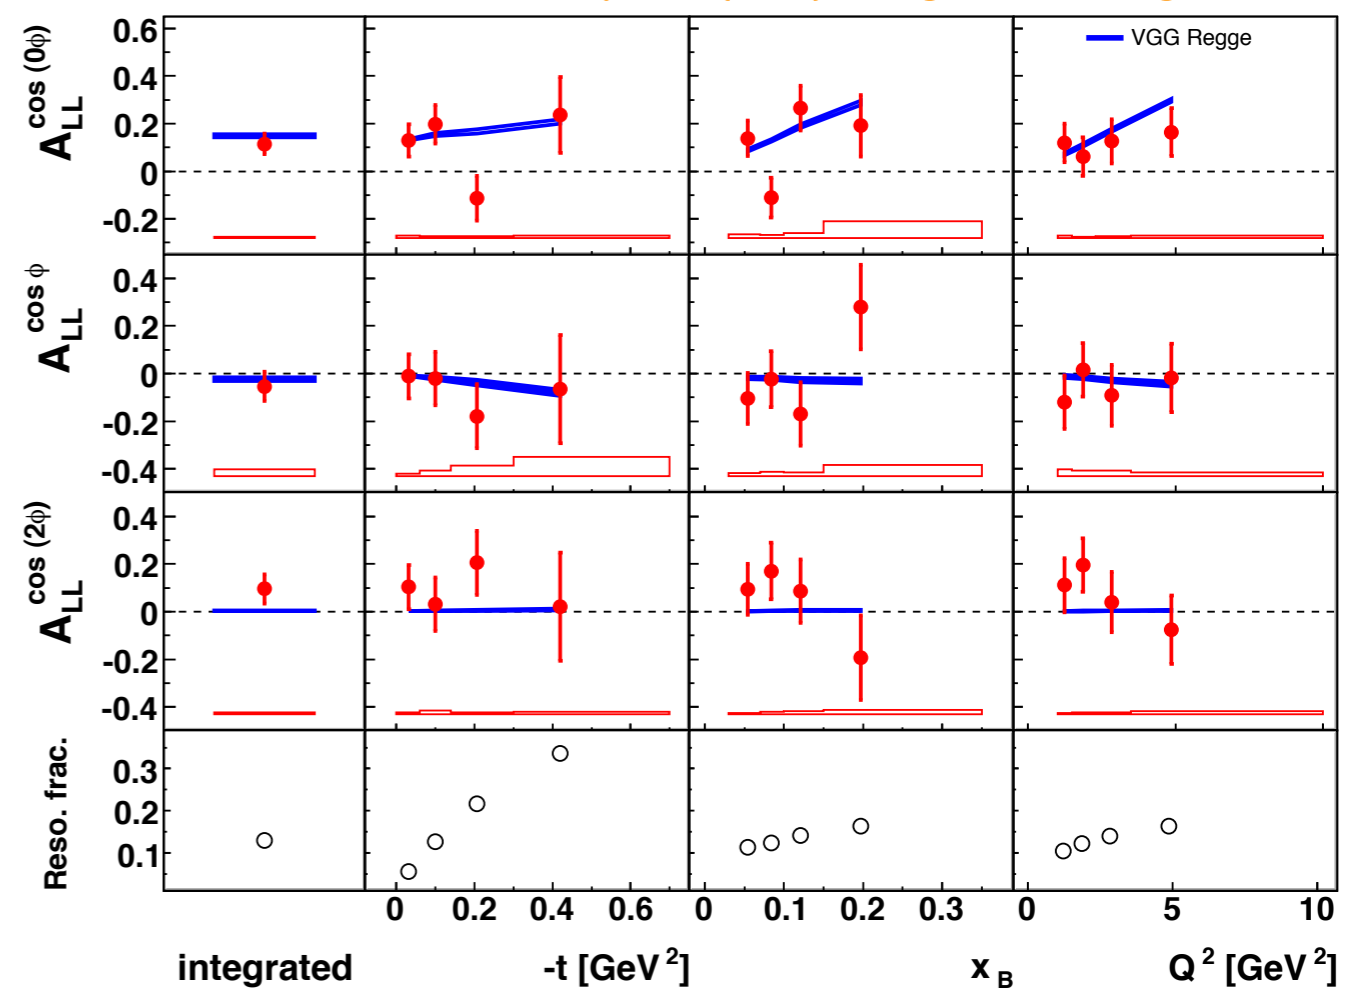 VGG Regge
A_LL^cos (0ϕ)
0.6
0.4
0.2
0
-0.2
A_LL^cos ϕ
0.4
0.2
0
-0.2
-0.4
A_LL^cos (2ϕ)
0.4
0.2
0
-0.2
-0.4
Reso. frac.
0.3
0.2
0.1
0 0.2 0.4 0.6 0 0.1 0.2 0.3 0 5 10
integrated -t [GeV²] x_B Q² [GeV²]